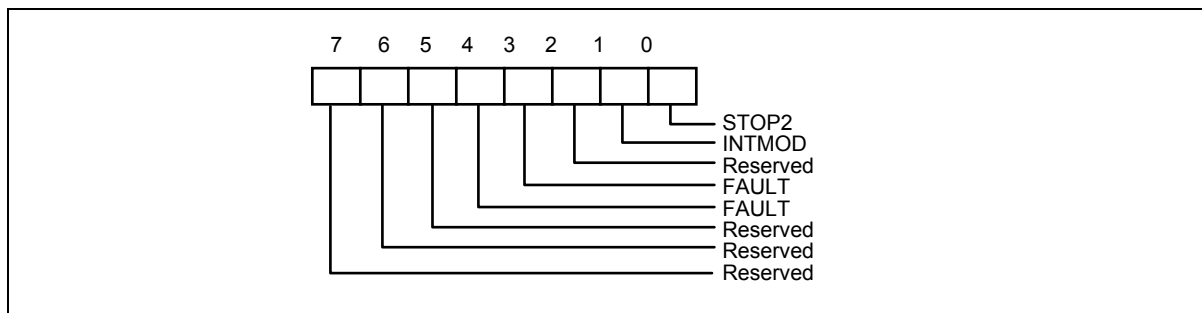 7 6 5 4 3 2 1 0
STOP2
INTMOD
Reserved
FAULT
FAULT
Reserved
Reserved
Reserved